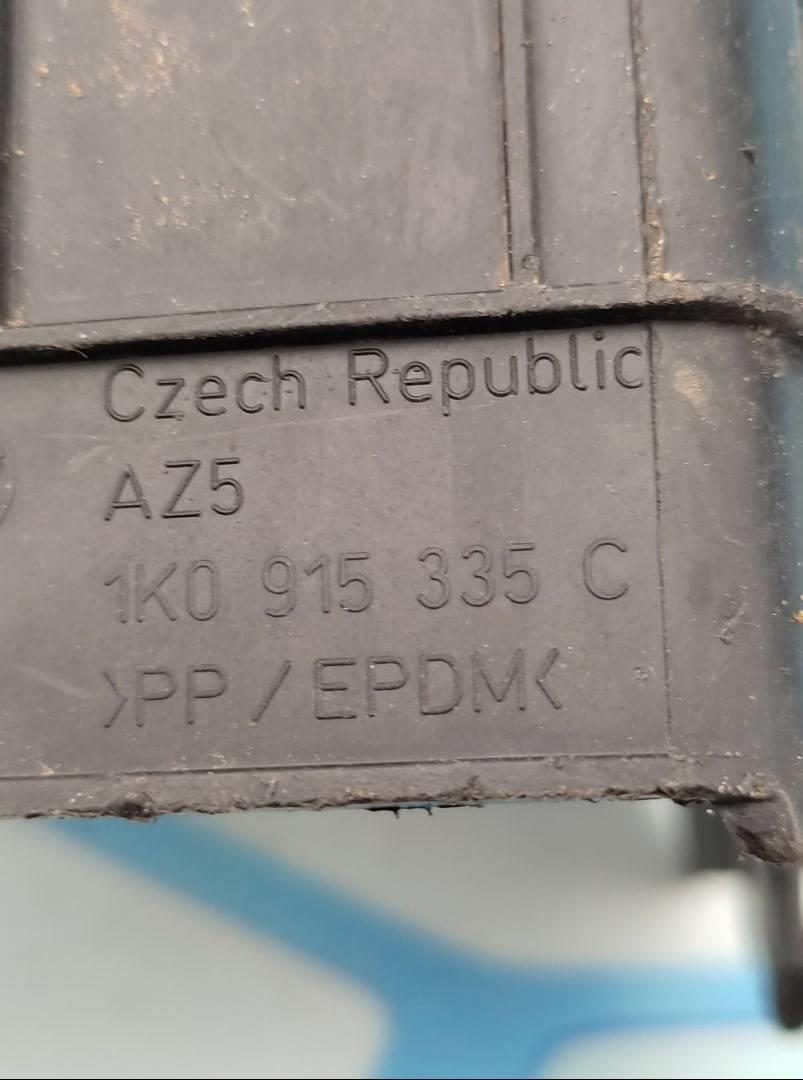 Czech Republic
AZ5
1K0 915 335 C
>PP/EPDM<